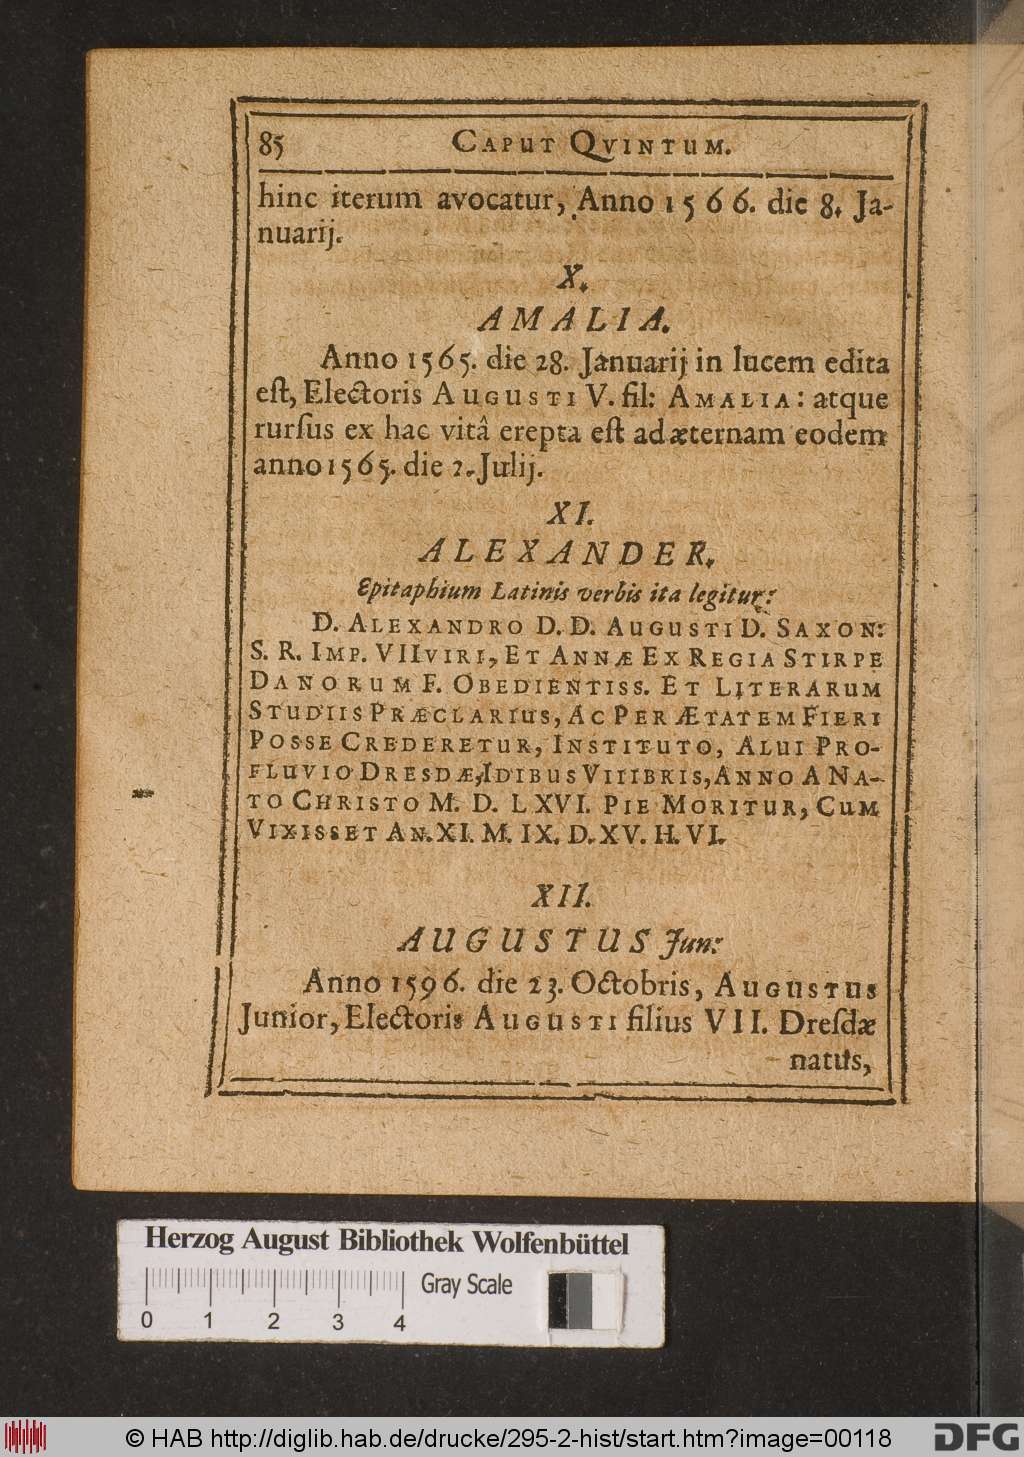 85 CAPUT QVINTUM.
hinc iterum avocatur, Anno 1566. die 8. Ja-
nuarij.
X.
AMALIA.
Anno 1565. die 28. Januarij in lucem edita
est, Electoris AUGUSTI V. fil: AMALIA: atque
rursus ex hac vitâ erepta est ad æternam eodem
anno 1565. die 2. Julij.
XI.
ALEXANDER.
Epitaphium Latinis verbis ita legitur:
D. ALEXANDRO D. D. AUGUSTI D. SAXON:
S. R. IMP. VIIVIRI, ET ANNÆ EX REGIA STIRPE
DANORUM F. OBEDIENTISS. ET LITERARUM
STUDIIS PRÆCLARIUS, AC PER ÆTATEM FIERI
POSSE CREDERETUR, INSTITUTO, ALUI PRO-
FLUVIO DRESDÆ, IDIBUS VIIIBRIS, ANNO A NA-
TO CHRISTO M. D. LXVI. PIE MORITUR, CUM
VIXISSET AN. XI. M. IX. D. XV. H. VI.
XII.
AUGUSTUS Jun:
Anno 1596. die 23. Octobris, AUGUSTUS
Junior, Electoris AUGUSTI filius VII. Dresdæ
natus,
Herzog August Bibliothek Wolfenbüttel
Gray Scale
0 1 2 3 4
© HAB http://diglib.hab.de/drucke/295-2-hist/start.htm?image=00118
DFG